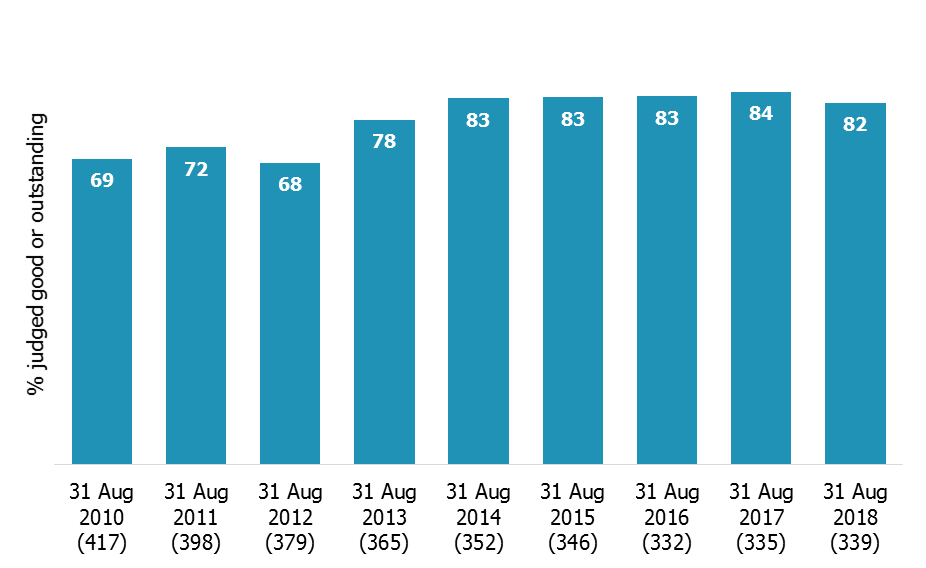 % judged good or outstanding
69
72
68
78
83
83
83
84
82
31 Aug
2010
(417)
31 Aug
2011
(398)
31 Aug
2012
(379)
31 Aug
2013
(365)
31 Aug
2014
(352)
31 Aug
2015
(346)
31 Aug
2016
(332)
31 Aug
2017
(335)
31 Aug
2018
(339)